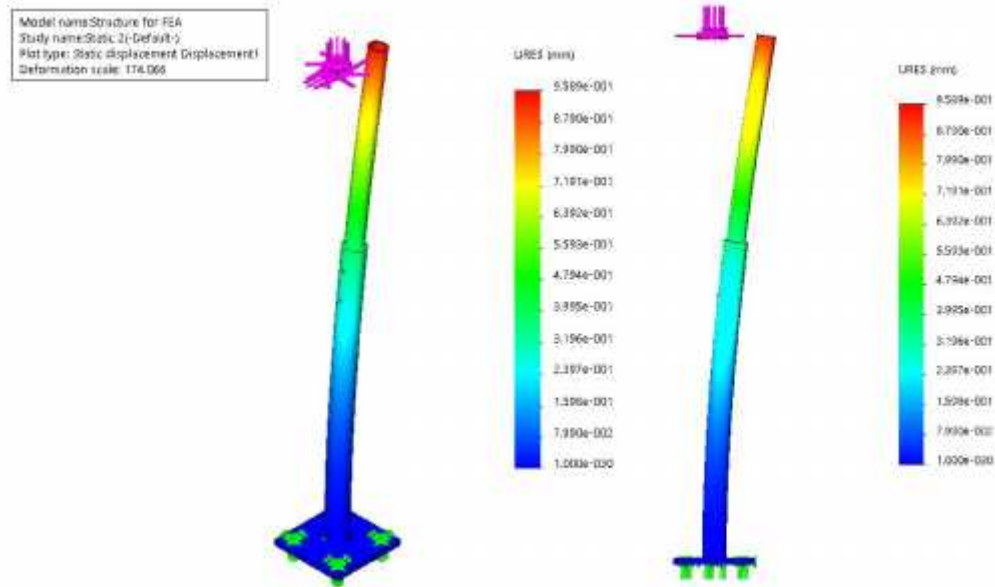 Model name:Structure for FEA
Study name:Static 2(-Default-)
Plot type: Static displacement Displacement1
Deformation scale: 174.066
URES (mm)
9.589e-001
8.790e-001
7.990e-001
7.191e-001
6.392e-001
5.593e-001
4.794e-001
3.995e-001
3.196e-001
2.397e-001
1.598e-001
7.990e-002
1.000e-030
URES (mm)
9.589e-001
8.790e-001
7.990e-001
7.191e-001
6.392e-001
5.593e-001
4.794e-001
3.995e-001
3.196e-001
2.397e-001
1.598e-001
7.990e-002
1.000e-030